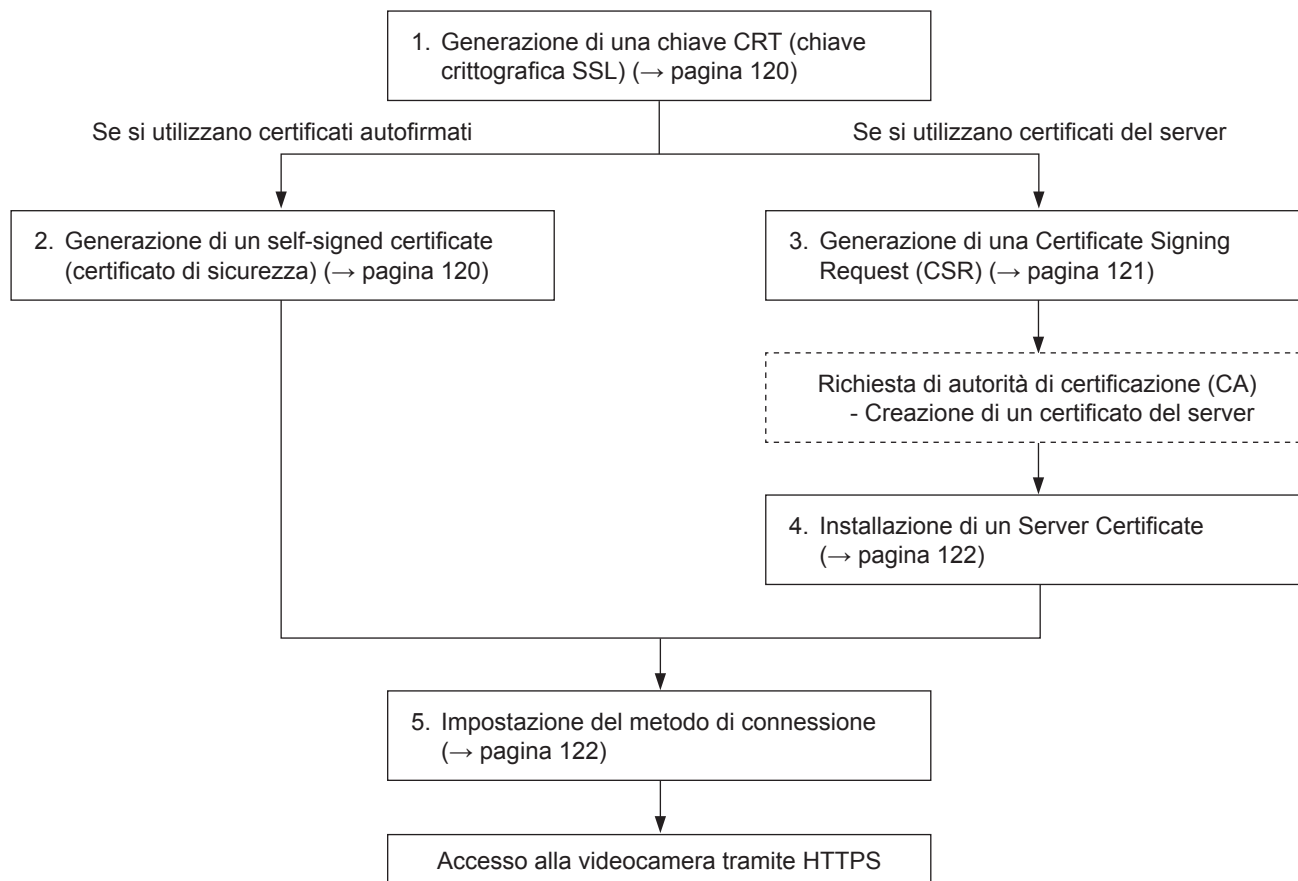 1. Generazione di una chiave CRT (chiave
crittografica SSL) (→ pagina 120)
Se si utilizzano certificati autofirmati
Se si utilizzano certificati del server
2. Generazione di un self-signed certificate
(certificato di sicurezza) (→ pagina 120)
3. Generazione di una Certificate Signing
Request (CSR) (→ pagina 121)
Richiesta di autorità di certificazione (CA)
- Creazione di un certificato del server
4. Installazione di un Server Certificate
(→ pagina 122)
5. Impostazione del metodo di connessione
(→ pagina 122)
Accesso alla videocamera tramite HTTPS